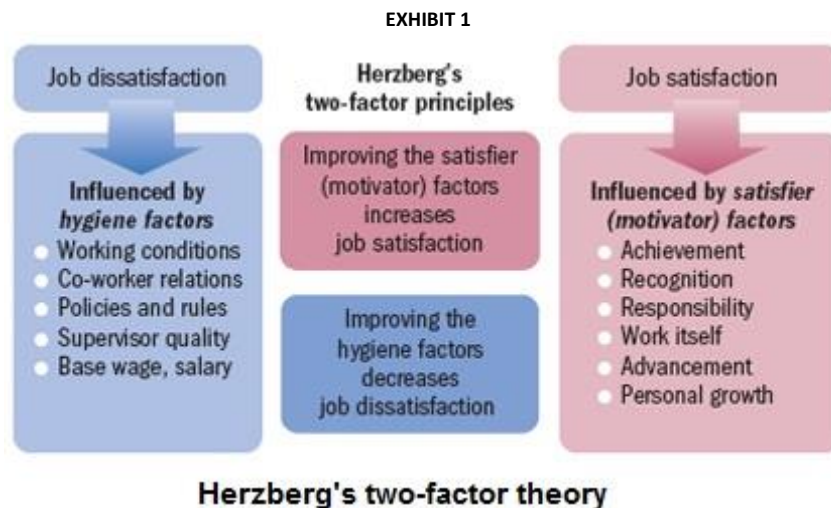 EXHIBIT 1
Job dissatisfaction
Influenced by
hygiene factors
Working conditions
Co-worker relations
Policies and rules
Supervisor quality
Base wage, salary
Herzberg's
two-factor principles
Improving the satisfier
(motivator) factors
increases
job satisfaction
Improving the
hygiene factors
decreases
job dissatisfaction
Job satisfaction
Influenced by satisfier
(motivator) factors
Achievement
Recognition
Responsibility
Work itself
Advancement
Personal growth
Herzberg's two-factor theory